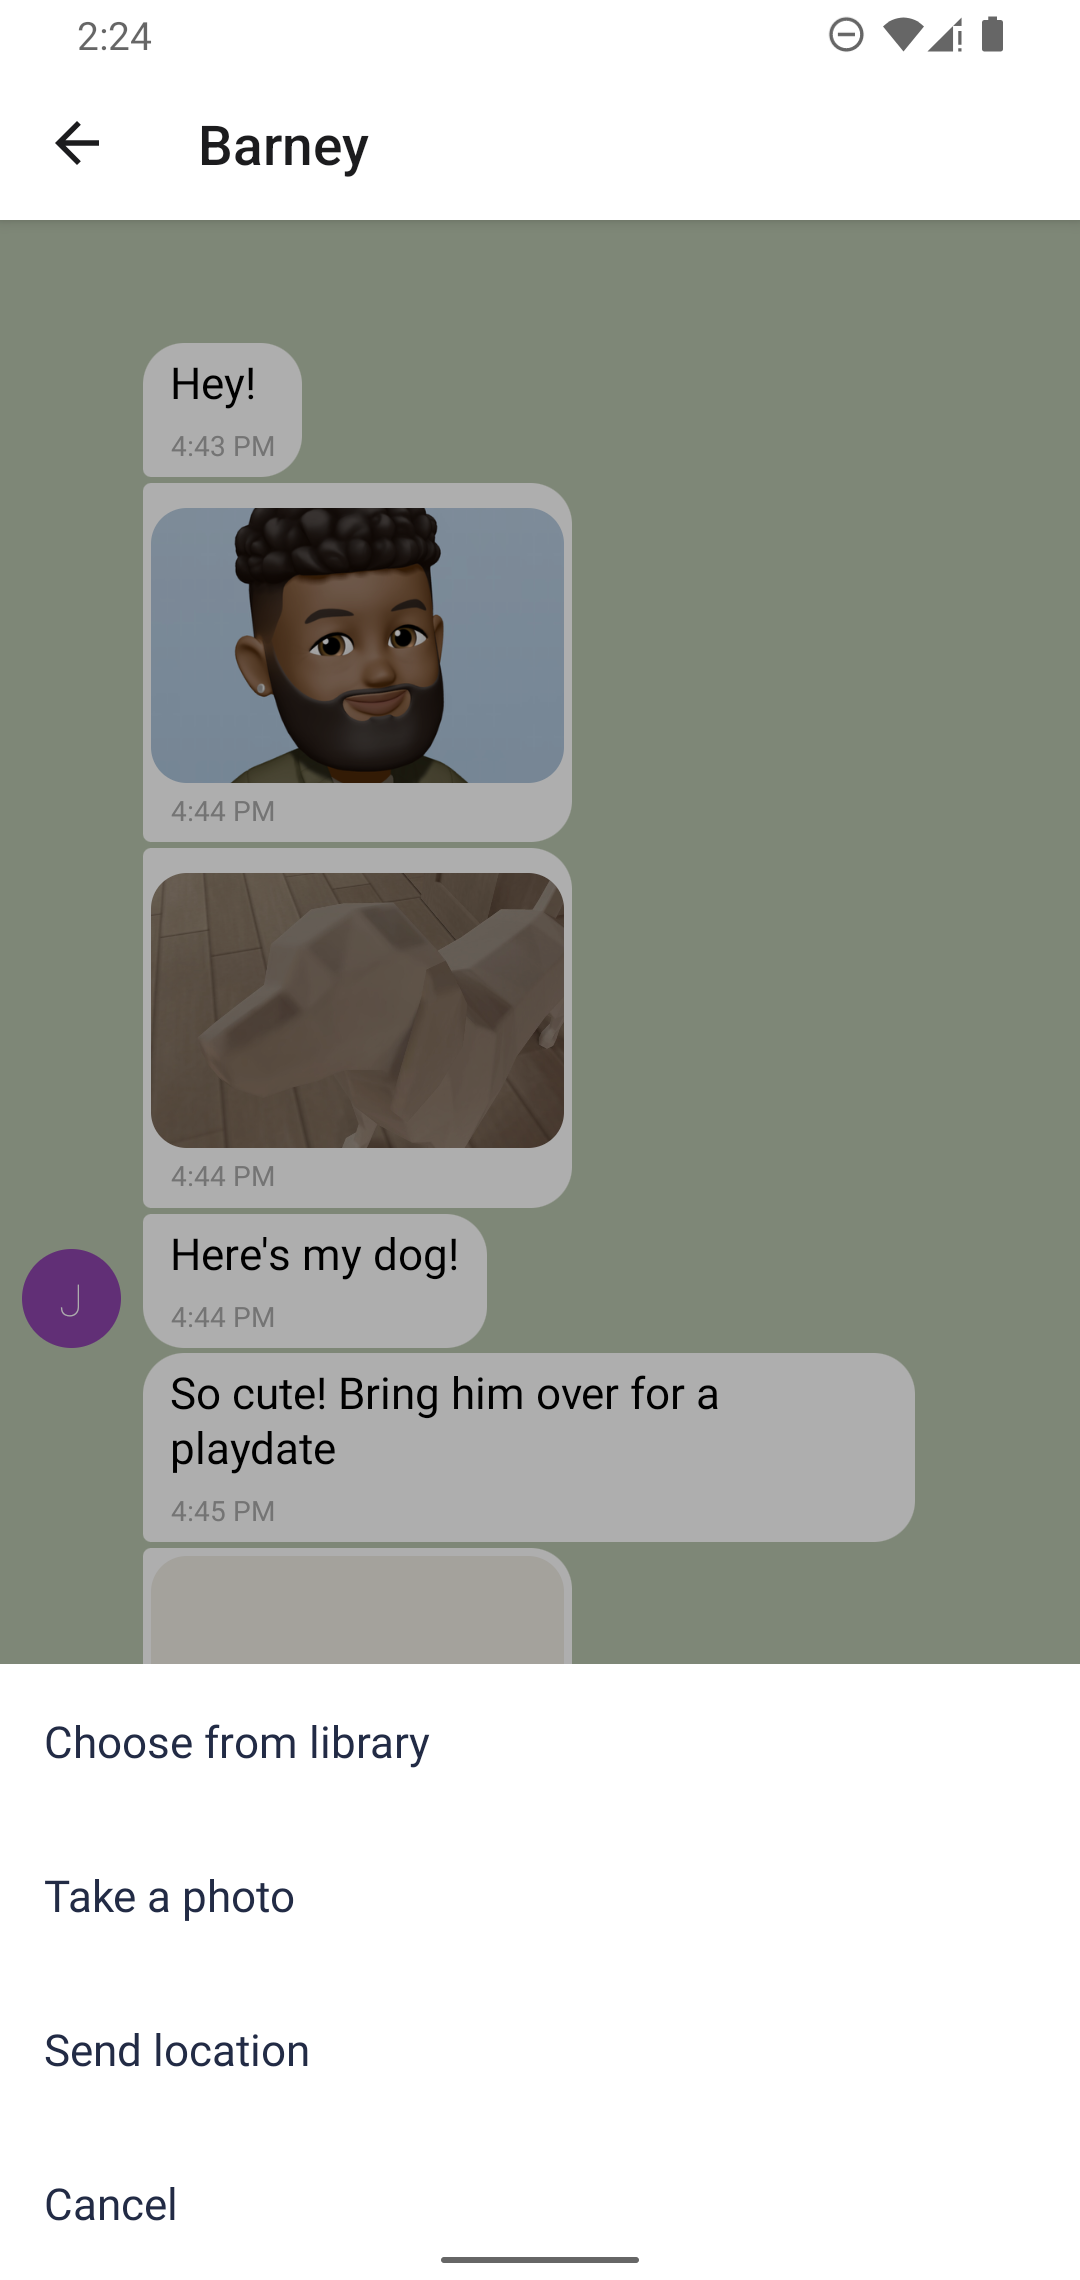 2:24
Barney
Hey!
4:43 PM
4:44 PM
4:44 PM
Here's my dog!
4:44 PM
J
So cute! Bring him over for a
playdate
4:45 PM
Choose from library
Take a photo
Send location
Cancel